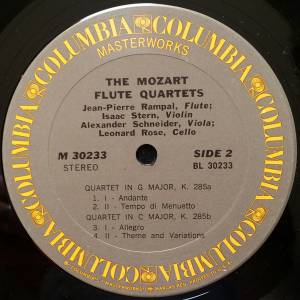 COLUMBIA COLUMBIA COLUMBIA COLUMBIA COLUMBIA COLUMBIA
MASTERWORKS
THE MOZART
FLUTE QUARTETS
Jean-Pierre Rampal, Flute;
Isaac Stern, Violin
Alexander Schneider, Viola;
Leonard Rose, Cello
M 30233
SIDE 2
STEREO
BL 30233
QUARTET IN G MAJOR, K. 285a
1. I - Andante
2. II - Tempo di Menuetto
QUARTET IN C MAJOR, K. 285b
3. I - Allegro
4. II - Theme and Variations